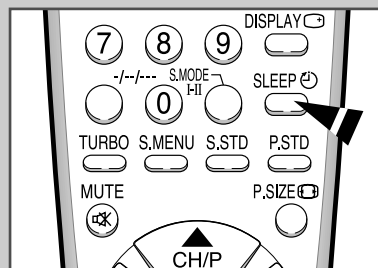 DISPLAY
7 8 9
-/--/--- S.MODE SLEEP
I-II
0
TURBO S.MENU S.STD P.STD
MUTE P.SIZE
CH/P